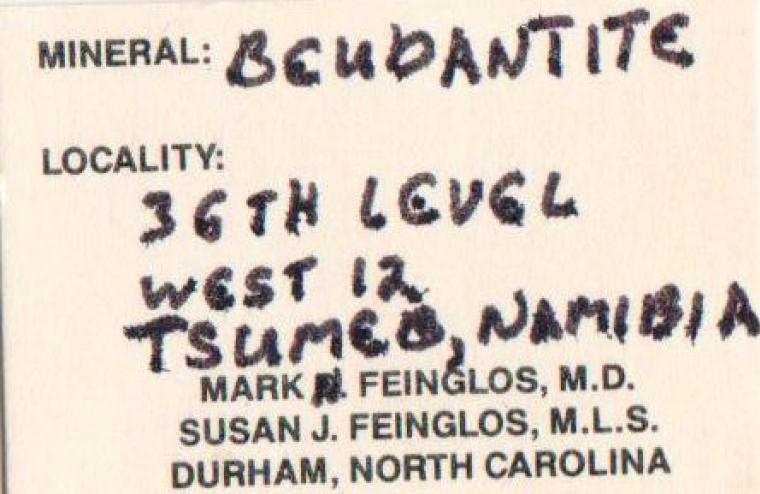 MINERAL: BEUDANTITE
LOCALITY:
36TH LEVEL
WEST 12
TSUMEB, NAMIBIA
MARK N. FEINGLOS, M.D.
SUSAN J. FEINGLOS, M.L.S.
DURHAM, NORTH CAROLINA